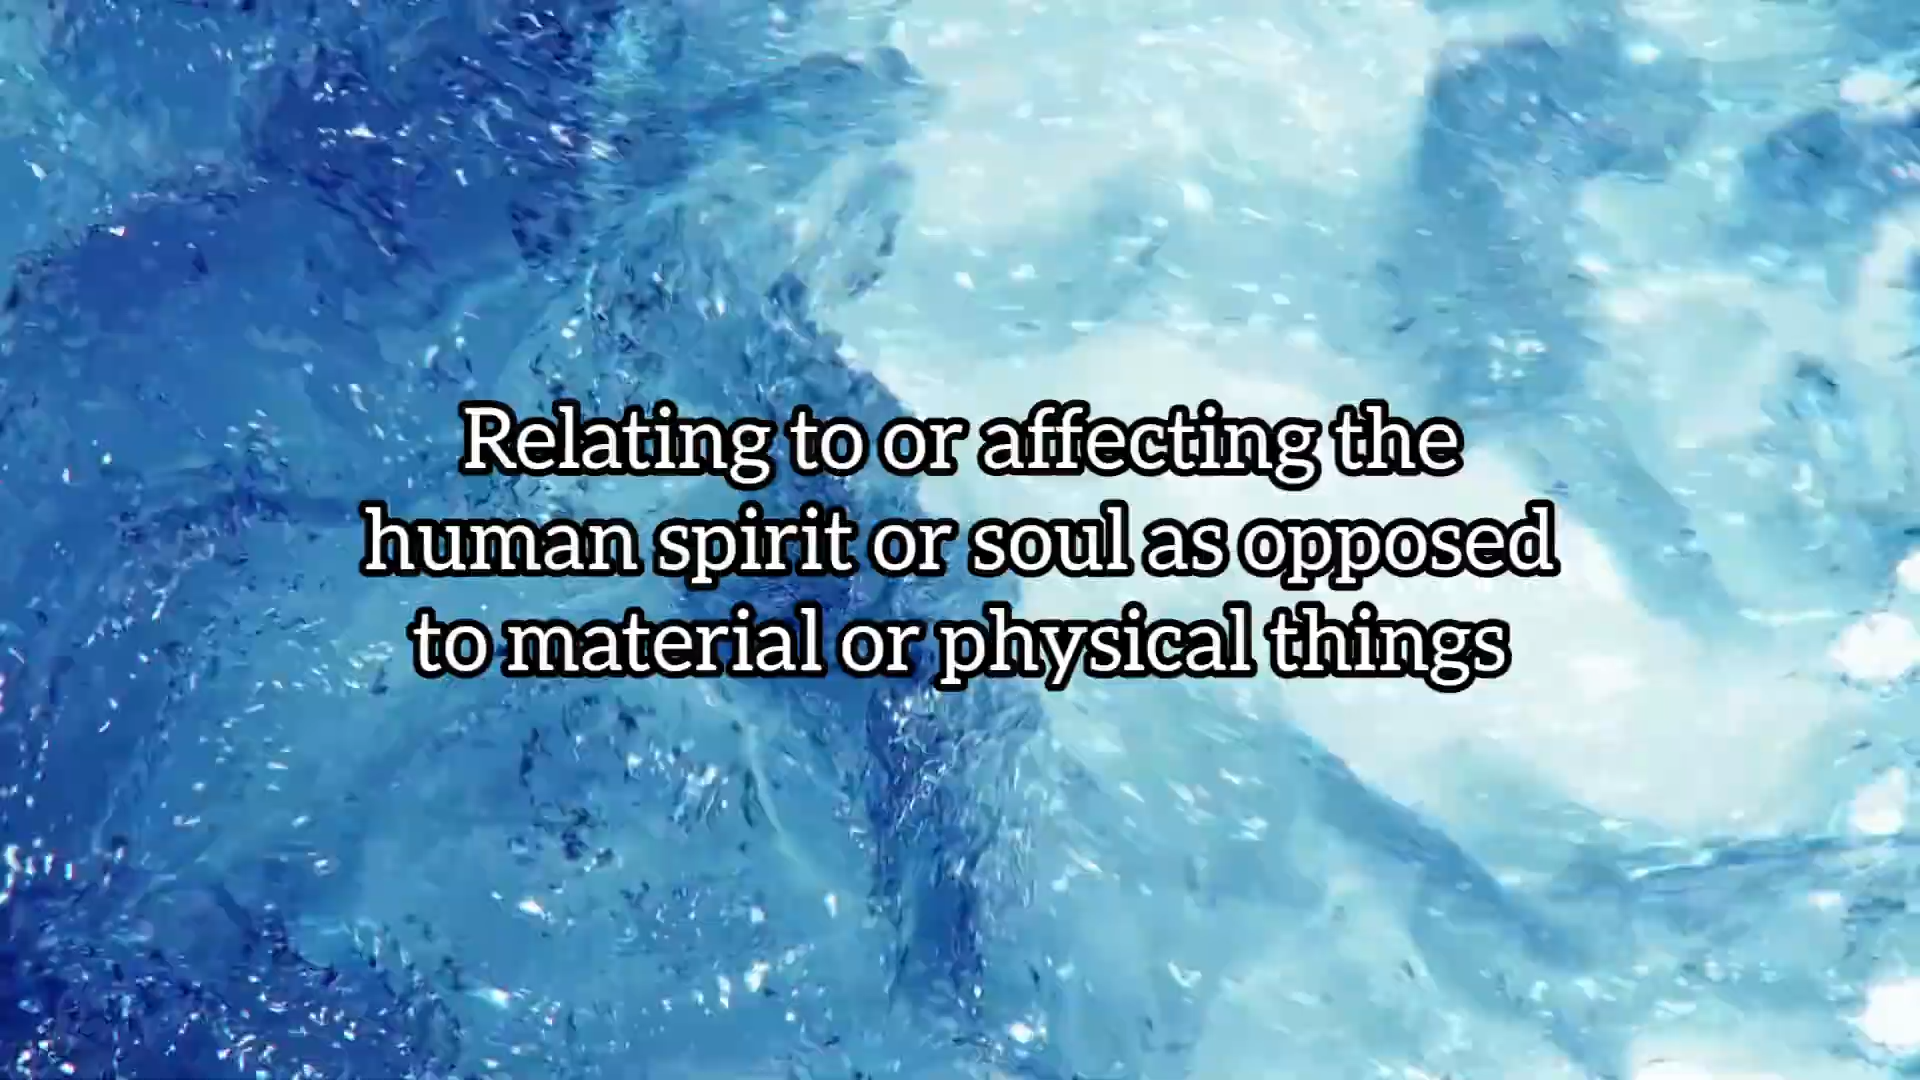 Relating to or affecting the
human spirit or soul as opposed
to material or physical things